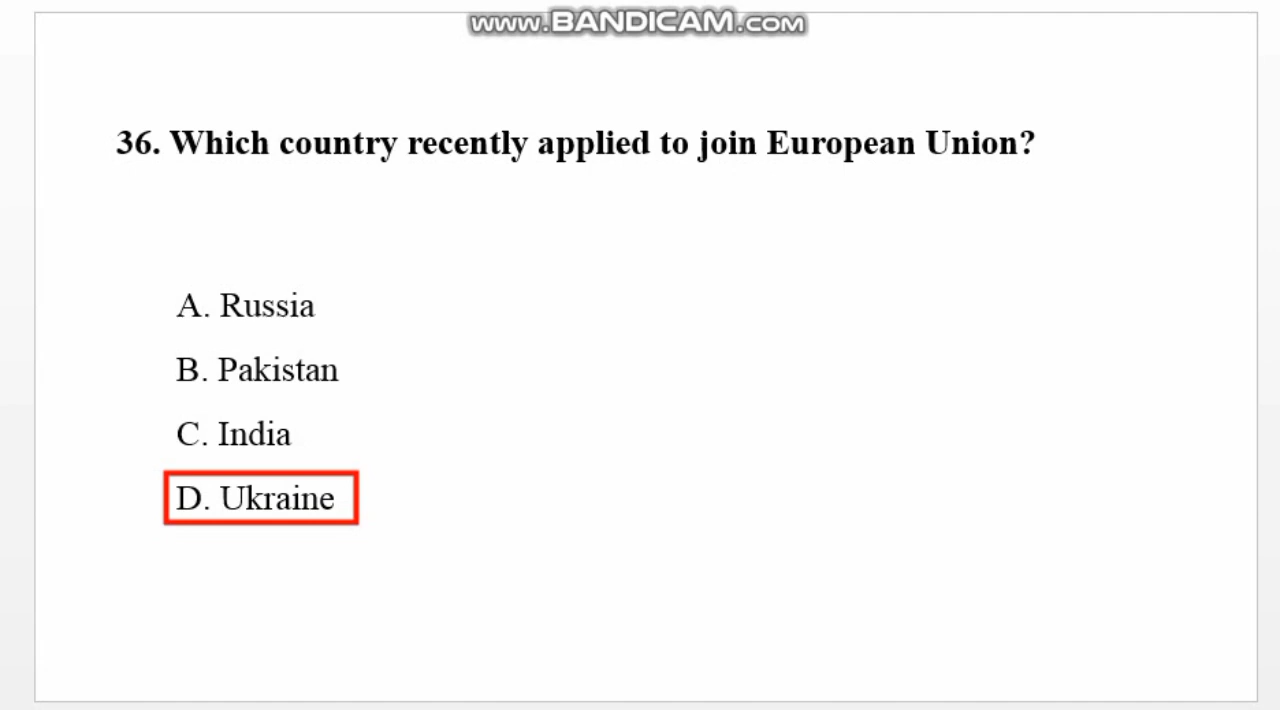 www.BANDICAM.com
36. Which country recently applied to join European Union?
A. Russia
B. Pakistan
C. India
D. Ukraine